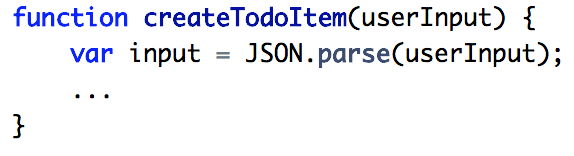 function createTodoItem(userInput) {
    var input = JSON.parse(userInput);
    ...
}